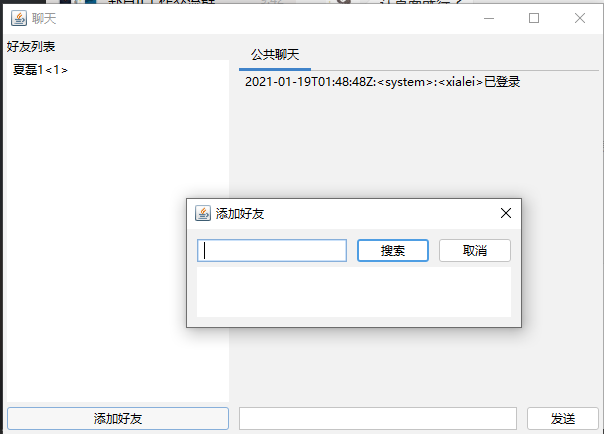 聊天
好友列表
夏磊1<1>
公共聊天
2021-01-19T01:48:48Z:<system>:<xialei>已登录
添加好友
搜索
取消
添加好友
发送